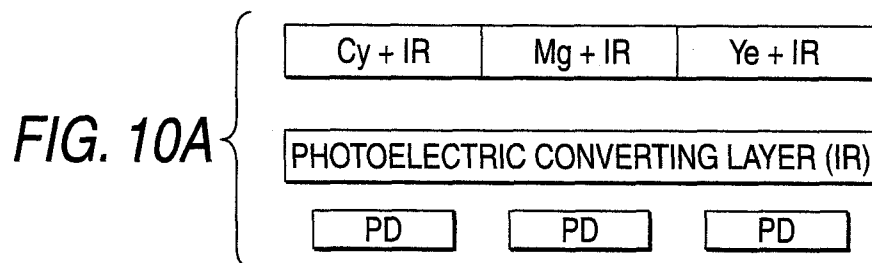 FIG. 10A
Cy + IR Mg + IR Ye + IR
PHOTOELECTRIC CONVERTING LAYER (IR)
PD PD PD